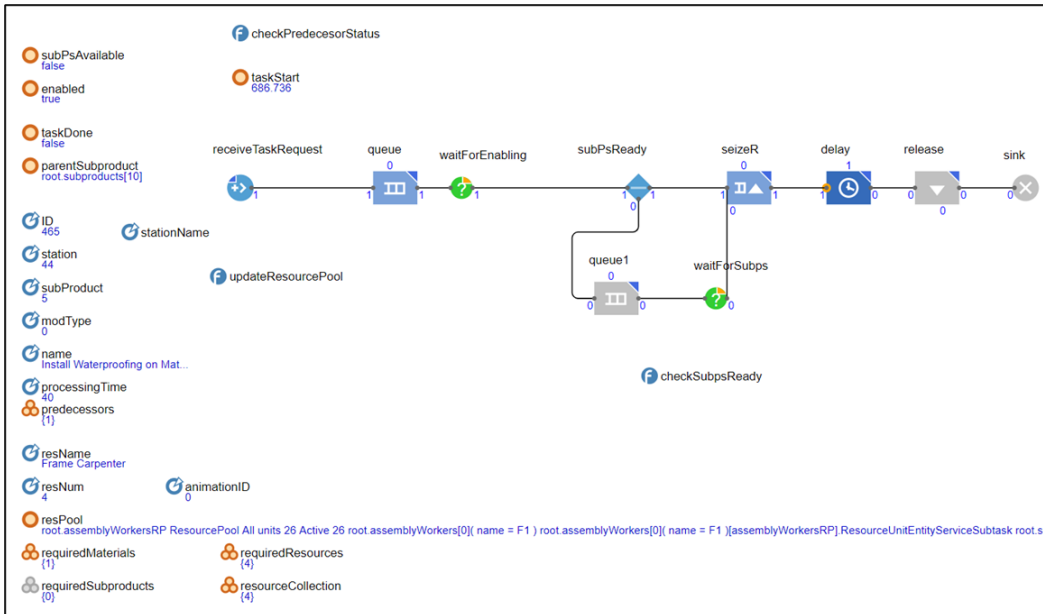 checkPredecesorStatus
subPsAvailable
false
taskStart
686.736
enabled
true
taskDone
false
parentSubproduct
root.subproducts[10]
receiveTaskRequest
queue
waitForEnabling
subPsReady
seizeR
delay
release
sink
0
0
1
1
1
1
1
1
1
1
1
1
0
0
0
0
0
0
ID
465
stationName
station
44
updateResourcePool
queue1
waitForSubps
0
0
0
0
subProduct
5
modType
0
name
Install Waterproofing on Mat...
checkSubpsReady
processingTime
40
predecessors
{1}
resName
Frame Carpenter
resNum
4
animationID
0
resPool
root.assemblyWorkersRP ResourcePool All units 26 Active 26 root.assemblyWorkers[0]( name = F1 ) root.assemblyWorkers[0]( name = F1 )[assemblyWorkersRP].ResourceUnitEntityServiceSubtask root.s
requiredMaterials
{1}
requiredResources
{4}
requiredSubproducts
{0}
resourceCollection
{4}